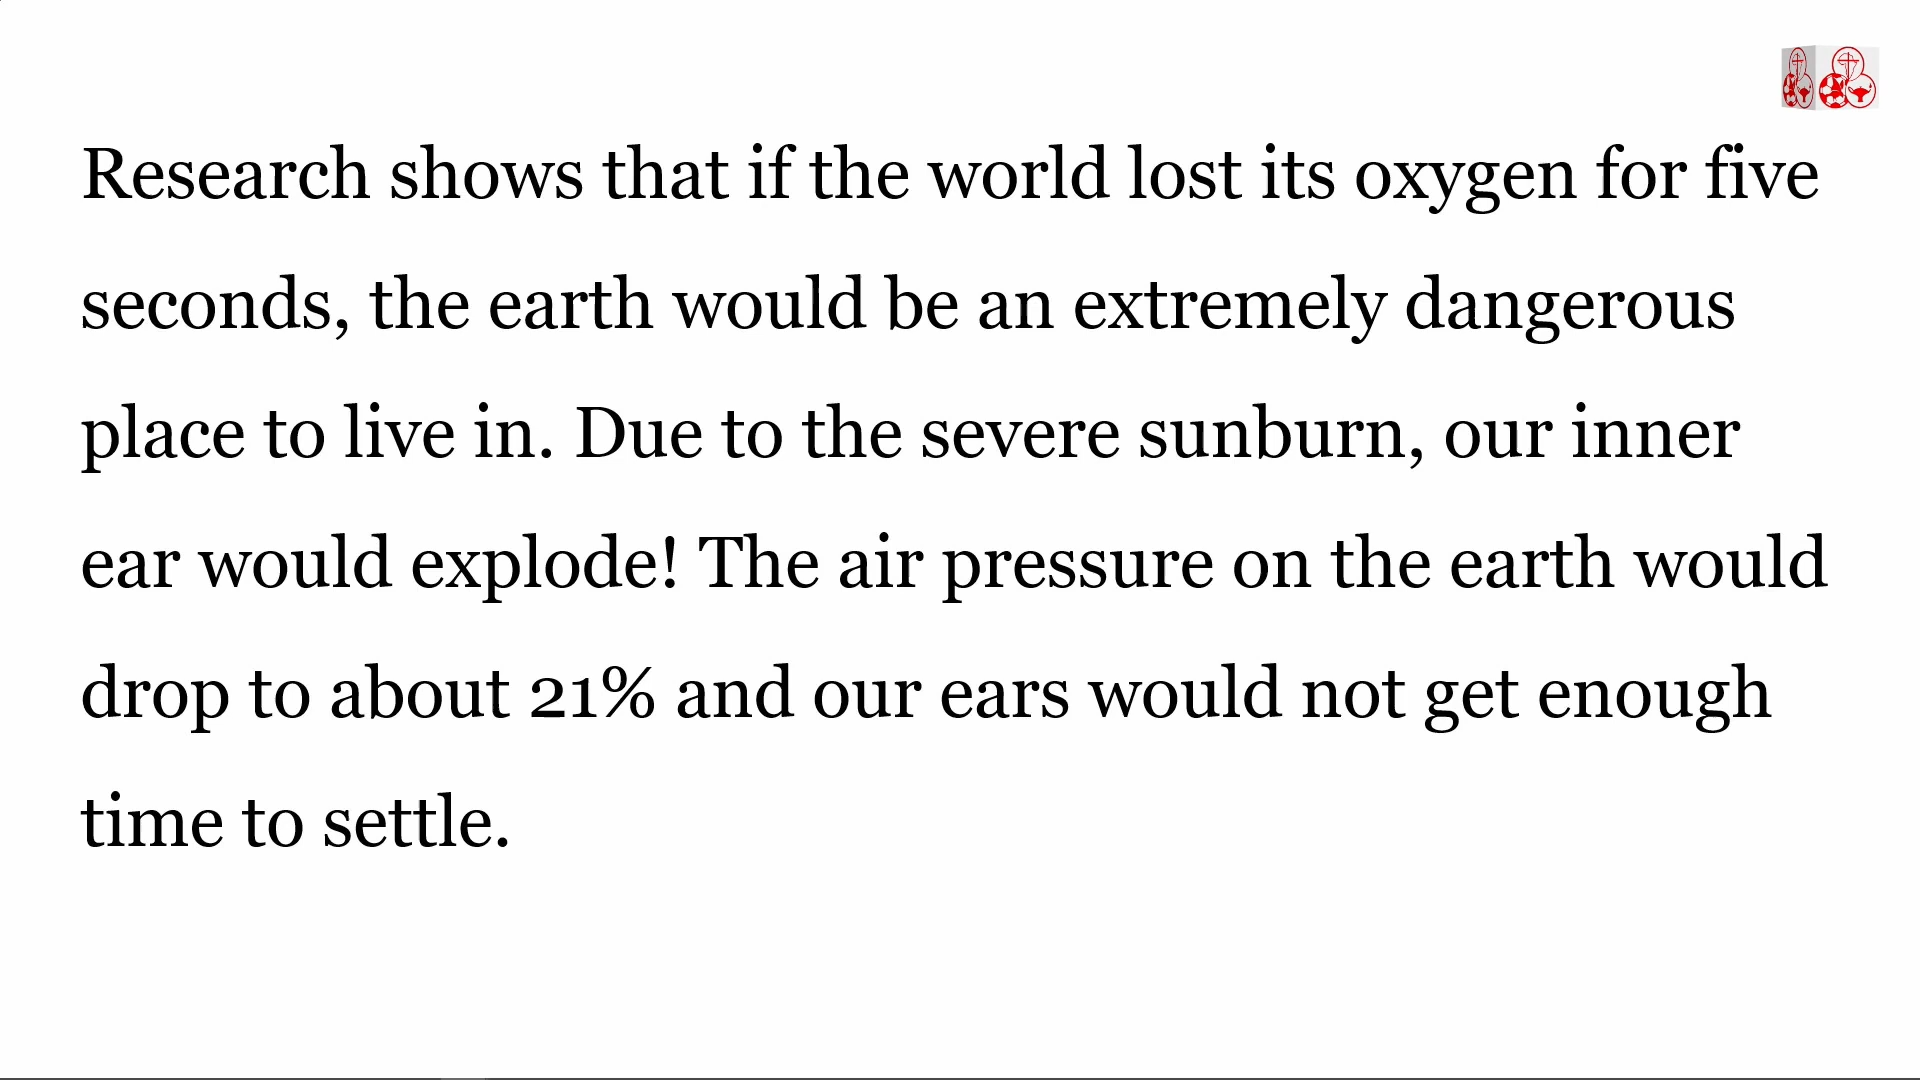 Research shows that if the world lost its oxygen for five
seconds, the earth would be an extremely dangerous
place to live in. Due to the severe sunburn, our inner
ear would explode! The air pressure on the earth would
drop to about 21% and our ears would not get enough
time to settle.